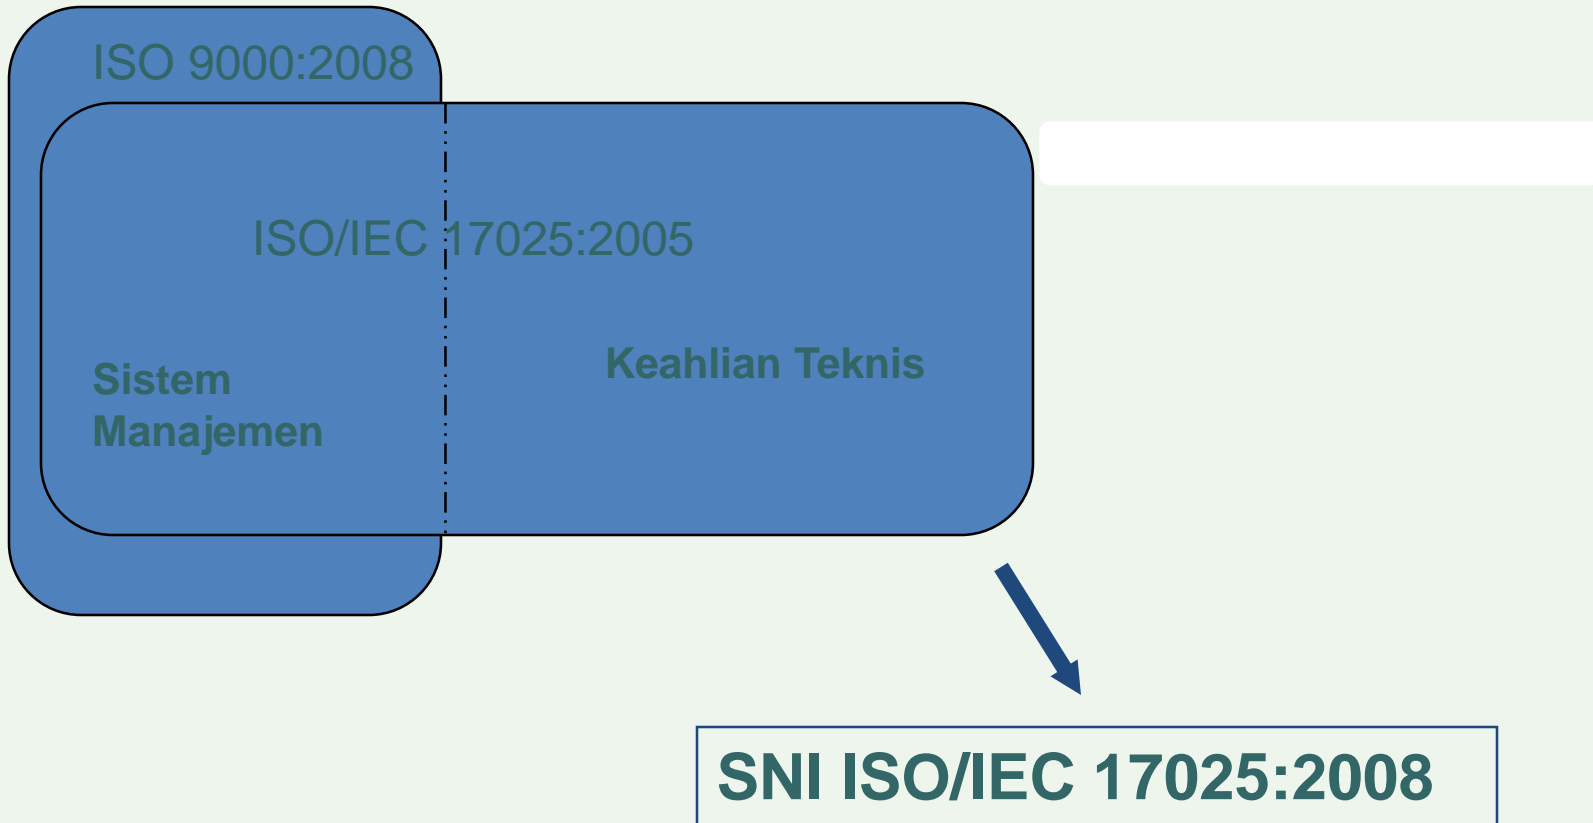 ISO 9000:2008
ISO/IEC 17025:2005
Keahlian Teknis
Sistem
Manajemen
SNI ISO/IEC 17025:2008